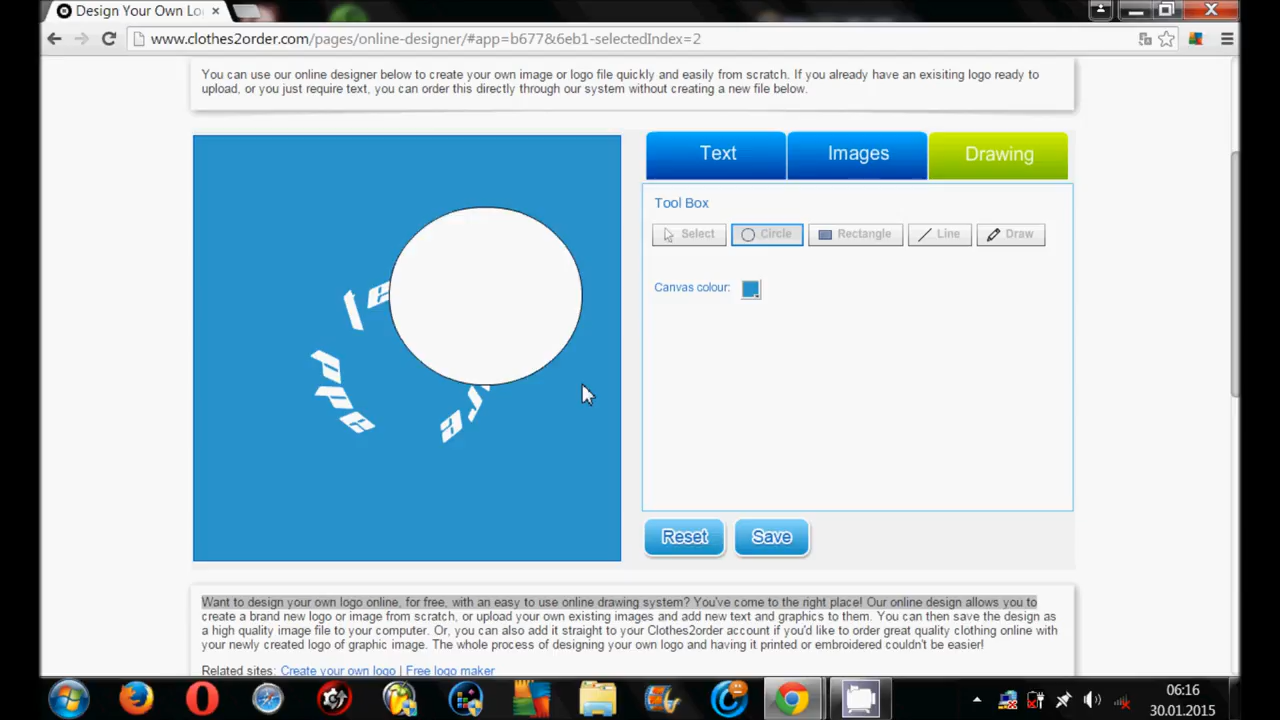 Design Your Own Lo
www.clothes2order.com/pages/online-designer/#app=b677&6eb1-selectedIndex=2
You can use our online designer below to create your own image or logo file quickly and easily from scratch. If you already have an exisiting logo ready to
upload, or you just require text, you can order this directly through our system without creating a new file below.
Text
Images
Drawing
Tool Box
Select
Circle
Rectangle
Line
Draw
Canvas colour:
Reset
Save
Want to design your own logo online, for free, with an easy to use online drawing system? You've come to the right place! Our online design allows you to
create a brand new logo or image from scratch, or upload your own existing images and add new text and graphics to them. You can then save the design as
a high quality image file to your computer. Or, you can also add it straight to your Clothes2order account if you'd like to order great quality clothing online with
your newly created logo of graphic image. The whole process of designing your own logo and having it printed or embroidered couldn't be easier!
Related sites: Create your own logo | Free logo maker
06:16
30.01.2015